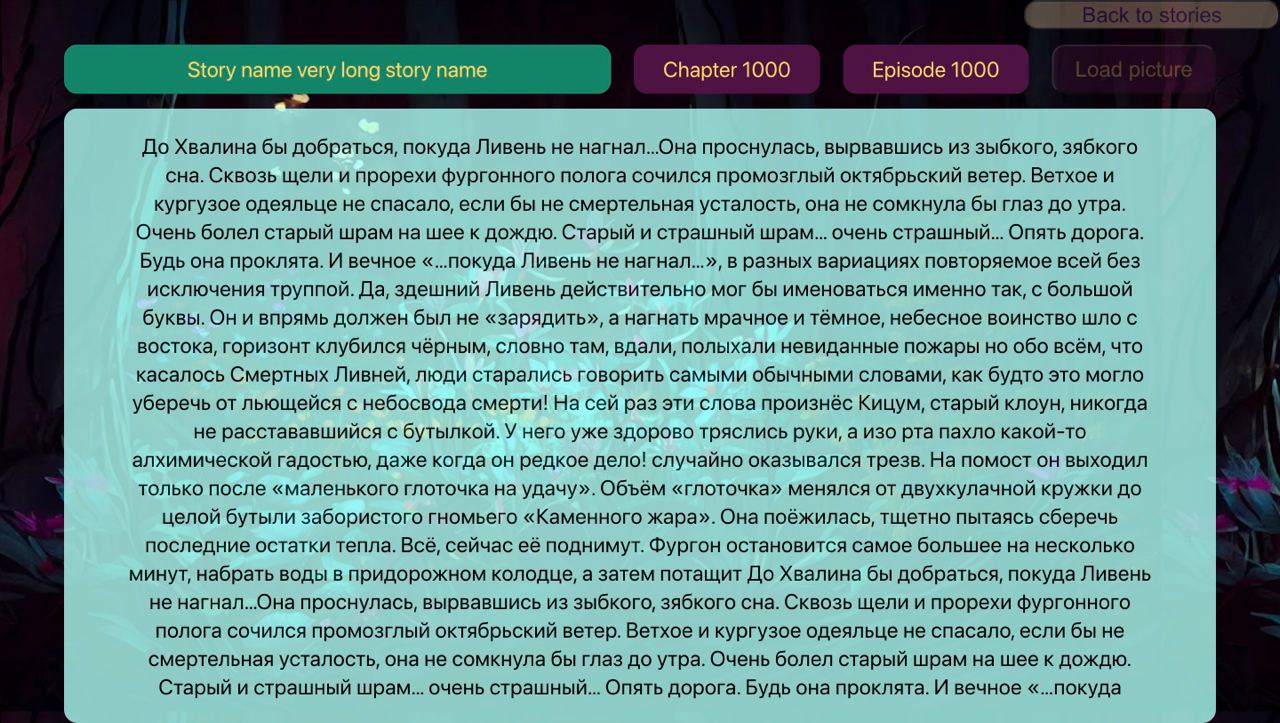 Back to stories
Story name very long story name
Chapter 1000
Episode 1000
Load picture
До Хвалина бы добраться, покуда Ливень не нагнал...Она проснулась, вырвавшись из зыбкого, зябкого
сна. Сквозь щели и прорехи фургонного полога сочился промозглый октябрьский ветер. Ветхое и
кургузое одеяльце не спасало, если бы не смертельная усталость, она не сомкнула бы глаз до утра.
Очень болел старый шрам на шее к дождю. Старый и страшный шрам... очень страшный... Опять дорога.
Будь она проклята. И вечное «...покуда Ливень не нагнал...», в разных вариациях повторяемое всей без
исключения труппой. Да, здешний Ливень действительно мог бы именоваться именно так, с большой
буквы. Он и впрямь должен был не «зарядить», а нагнать мрачное и тёмное, небесное воинство шло с
востока, горизонт клубился чёрным, словно там, вдали, полыхали невиданные пожары но обо всём, что
касалось Смертных Ливней, люди старались говорить самыми обычными словами, как будто это могло
уберечь от льющейся с небосвода смерти! На сей раз эти слова произнёс Кицум, старый клоун, никогда
не расстававшийся с бутылкой. У него уже здорово тряслись руки, а изо рта пахло какой-то
алхимической гадостью, даже когда он редкое дело! случайно оказывался трезв. На помост он выходил
только после «маленького глоточка на удачу». Объём «глоточка» менялся от двухкулачной кружки до
целой бутыли забористого гномьего «Каменного жара». Она поёжилась, тщетно пытаясь сберечь
последние остатки тепла. Всё, сейчас её поднимут. Фургон остановится самое большее на несколько
минут, набрать воды в придорожном колодце, а затем потащит До Хвалина бы добраться, покуда Ливень
не нагнал...Она проснулась, вырвавшись из зыбкого, зябкого сна. Сквозь щели и прорехи фургонного
полога сочился промозглый октябрьский ветер. Ветхое и кургузое одеяльце не спасало, если бы не
смертельная усталость, она не сомкнула бы глаз до утра. Очень болел старый шрам на шее к дождю.
Старый и страшный шрам... очень страшный... Опять дорога. Будь она проклята. И вечное «...покуда